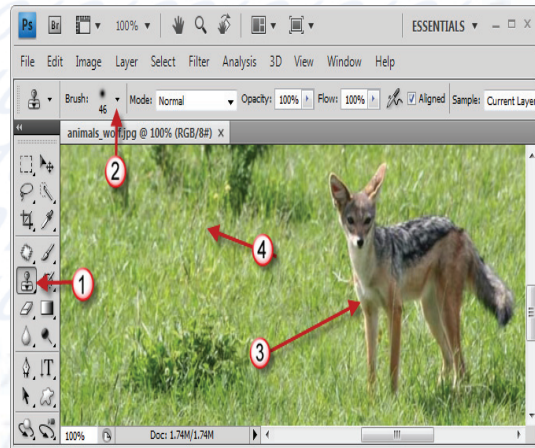 Ps Br 100% ESSENTIALS
File Edit Image Layer Select Filter Analysis 3D View Window Help
Brush: 46 Mode: Normal Opacity: 100% Flow: 100% Aligned Sample: Current Layer
animals_wolf.jpg @ 100% (RGB/8#) x
2
4
1
3
100% Doc: 1.74M/1.74M